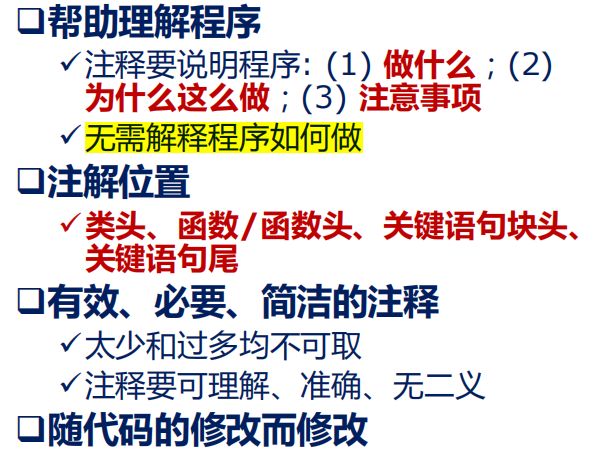 ❑帮助理解程序
✓注释要说明程序: (1) 做什么；(2)
为什么这么做；(3) 注意事项
✓无需解释程序如何做
❑注解位置
✓类头、函数/函数头、关键语句块头、
关键语句尾
❑有效、必要、简洁的注释
✓太少和过多均不可取
✓注释要可理解、准确、无二义
❑随代码的修改而修改